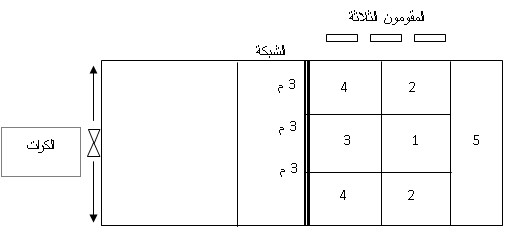 المقومون الثلاثة
الشبكة
3 م
4
2
الكرات
3 م
3
1
5
3 م
4
2